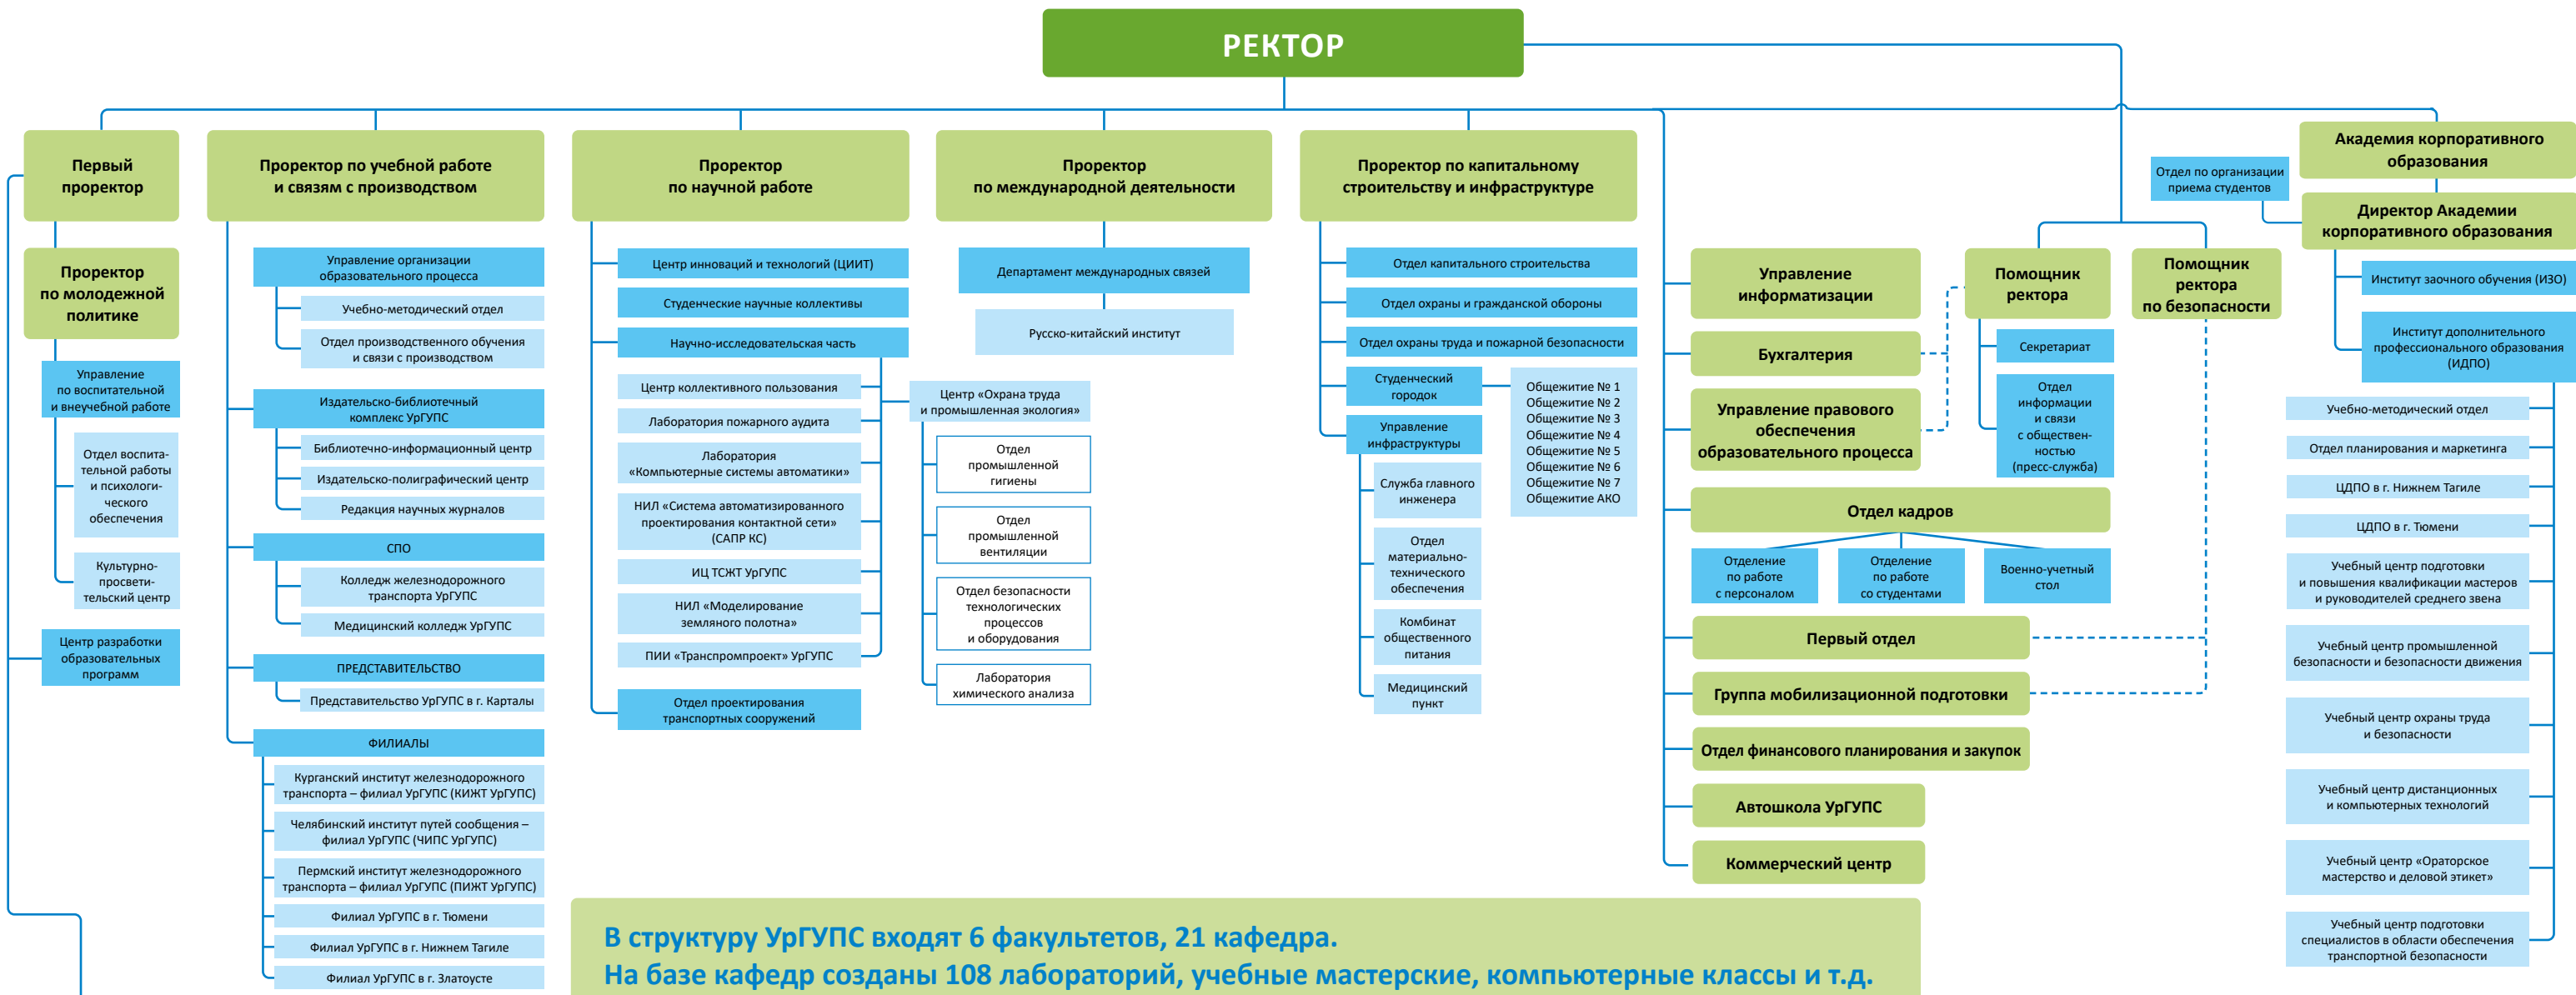 РЕКТОР
Первый
проректор
Проректор
по молодежной
политике
Управление
по воспитательной
и внеучебной работе
Отдел воспита-
тельной работы
и психологи-
ческого
обеспечения
Культурно-
просвети-
тельский центр
Центр разработки
образовательных
программ
Проректор по учебной работе
и связям с производством
Управление организации
образовательного процесса
Учебно-методический отдел
Отдел производственного обучения
и связи с производством
Издательско-библиотечный
комплекс УрГУПС
Библиотечно-информационный центр
Издательско-полиграфический центр
Редакция научных журналов
СПО
Колледж железнодорожного
транспорта УрГУПС
Медицинский колледж УрГУПС
ПРЕДСТАВИТЕЛЬСТВО
Представительство УрГУПС в г. Карталы
ФИЛИАЛЫ
Курганский институт железнодорожного
транспорта – филиал УрГУПС (КИЖТ УрГУПС)
Челябинский институт путей сообщения –
филиал УрГУПС (ЧИПС УрГУПС)
Пермский институт железнодорожного
транспорта – филиал УрГУПС (ПИЖТ УрГУПС)
Филиал УрГУПС в г. Тюмени
Филиал УрГУПС в г. Нижнем Тагиле
Филиал УрГУПС в г. Златоусте
Проректор
по научной работе
Центр инноваций и технологий (ЦИИТ)
Студенческие научные коллективы
Научно-исследовательская часть
Центр коллективного пользования
Лаборатория пожарного аудита
Лаборатория
«Компьютерные системы автоматики»
НИЛ «Система автоматизированного
проектирования контактной сети»
(САПР КС)
ИЦ ТСЖТ УрГУПС
НИЛ «Моделирование
земляного полотна»
ПИИ «Транспромпроект» УрГУПС
Отдел проектирования
транспортных сооружений
Центр «Охрана труда
и промышленная экология»
Отдел
промышленной
гигиены
Отдел
промышленной
вентиляции
Отдел безопасности
технологических
процессов
и оборудования
Лаборатория
химического анализа
Проректор
по международной деятельности
Департамент международных связей
Русско-китайский институт
Проректор по капитальному
строительству и инфраструктуре
Отдел капитального строительства
Отдел охраны и гражданской обороны
Отдел охраны труда и пожарной безопасности
Студенческий
городок
Общежитие № 1
Общежитие № 2
Общежитие № 3
Общежитие № 4
Общежитие № 5
Общежитие № 6
Общежитие № 7
Общежитие АКО
Управление
инфраструктуры
Служба главного
инженера
Отдел
материально-
технического
обеспечения
Комбинат
общественного
питания
Медицинский
пункт
Управление
информатизации
Бухгалтерия
Управление правового
обеспечения
образовательного процесса
Отдел кадров
Отделение
по работе
с персоналом
Отделение
по работе
со студентами
Военно-учетный
стол
Первый отдел
Группа мобилизационной подготовки
Отдел финансового планирования и закупок
Автошкола УрГУПС
Коммерческий центр
Помощник
ректора
Секретариат
Отдел
информации
и связи
с обществен-
ностью
(пресс-служба)
Помощник
ректора
по безопасности
Отдел по организации
приема студентов
Академия корпоративного
образования
Директор Академии
корпоративного образования
Институт заочного обучения (ИЗО)
Институт дополнительного
профессионального образования
(ИДПО)
Учебно-методический отдел
Отдел планирования и маркетинга
ЦДПО в г. Нижнем Тагиле
ЦДПО в г. Тюмени
Учебный центр подготовки
и повышения квалификации мастеров
и руководителей среднего звена
Учебный центр промышленной
безопасности и безопасности движения
Учебный центр охраны труда
и безопасности
Учебный центр дистанционных
и компьютерных технологий
Учебный центр «Ораторское
мастерство и деловой этикет»
Учебный центр подготовки
специалистов в области обеспечения
транспортной безопасности
В структуру УрГУПС входят 6 факультетов, 21 кафедра.
На базе кафедр созданы 108 лабораторий, учебные мастерские, компьютерные классы и т.д.